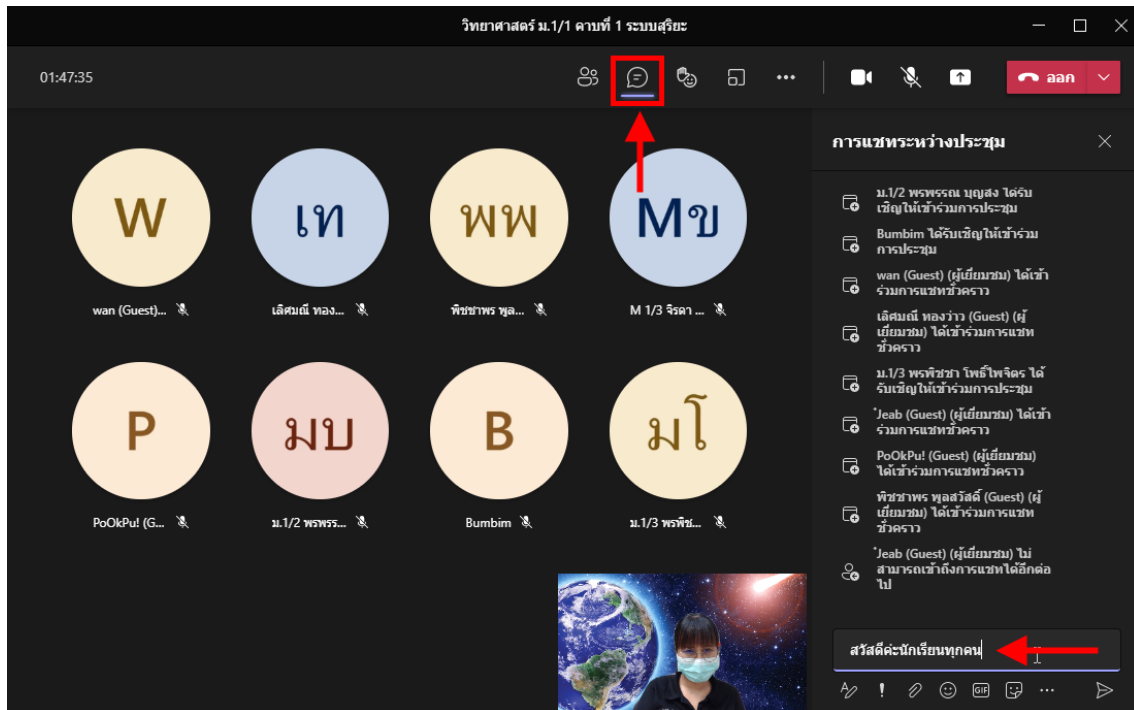 วิทยาศาสตร์ ม.1/1 คาบที่ 1 ระบบสุริยะ
01:47:35
ออก
การแชทระหว่างประชุม
W
เท
พพ
Mข
wan (Guest)...
เลิศมณี ทอง...
พิชชาพร พูล...
M 1/3 จิรดา ...
P
มบ
B
มโ
PoOkPu! (G...
ม.1/2 พรพรร...
Bumbim
ม.1/3 พรพิช...
ม.1/2 พรพรรณ บุญสง ได้รับ
เชิญให้เข้าร่วมการประชุม
Bumbim ได้รับเชิญให้เข้าร่วม
การประชุม
wan (Guest) (ผู้เยี่ยมชม) ได้เข้า
ร่วมการแชทชั่วคราว
เลิศมณี ทองว่าว (Guest) (ผู้
เยี่ยมชม) ได้เข้าร่วมการแชท
ชั่วคราว
ม.1/3 พรพิชชา โพธิ์ไพจิตร ได้
รับเชิญให้เข้าร่วมการประชุม
่Jeab (Guest) (ผู้เยี่ยมชม) ได้เข้า
ร่วมการแชทชั่วคราว
PoOkPu! (Guest) (ผู้เยี่ยมชม)
ได้เข้าร่วมการแชทชั่วคราว
พิชชาพร พูลสวัสดิ์ (Guest) (ผู้
เยี่ยมชม) ได้เข้าร่วมการแชท
ชั่วคราว
่Jeab (Guest) (ผู้เยี่ยมชม) ไม่
สามารถเข้าถึงการแชทได้อีกต่อ
ไป
สวัสดีค่ะนักเรียนทุกคน
GIF